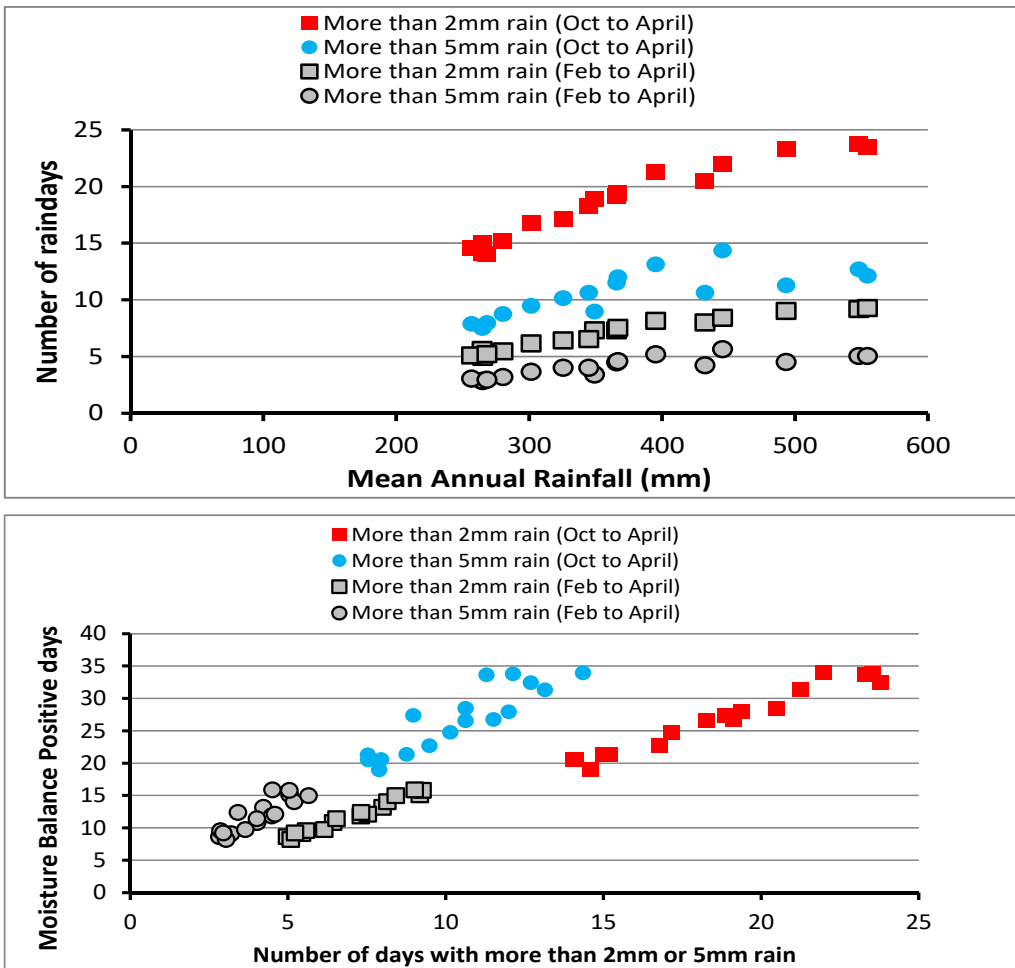 More than 2mm rain (Oct to April)
More than 5mm rain (Oct to April)
More than 2mm rain (Feb to April)
More than 5mm rain (Feb to April)
Number of raindays
25
20
15
10
5
0
0 100 200 300 400 500 600
Mean Annual Rainfall (mm)
More than 2mm rain (Oct to April)
More than 5mm rain (Oct to April)
More than 2mm rain (Feb to April)
More than 5mm rain (Feb to April)
Moisture Balance Positive days
40
35
30
25
20
15
10
5
0
0 5 10 15 20 25
Number of days with more than 2mm or 5mm rain